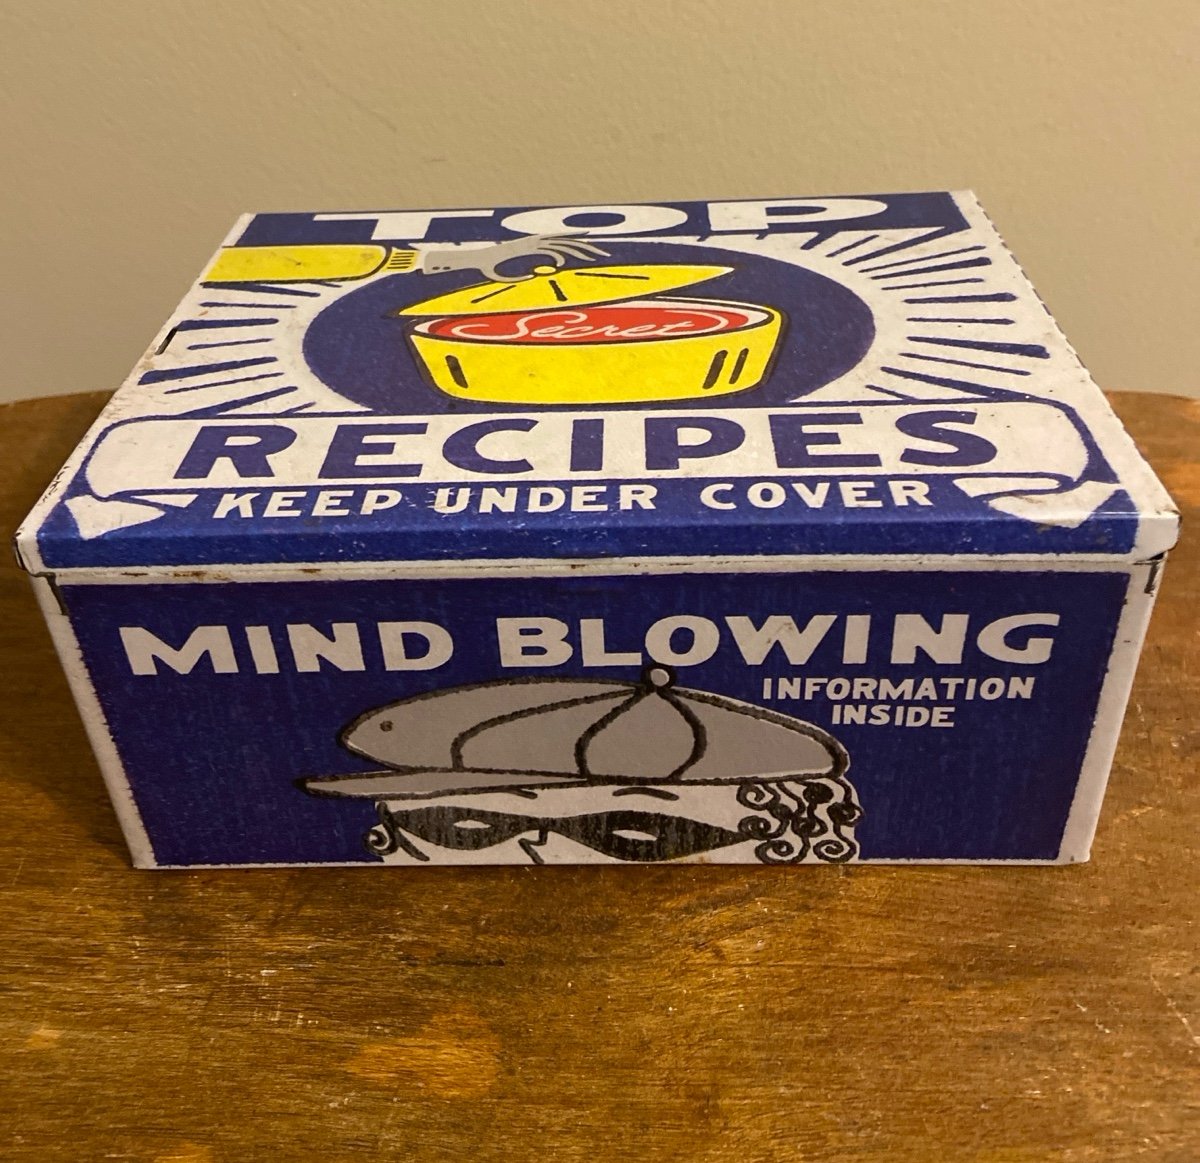 TOP
Secret
RECIPES
KEEP UNDER COVER
MIND BLOWING
INFORMATION
INSIDE